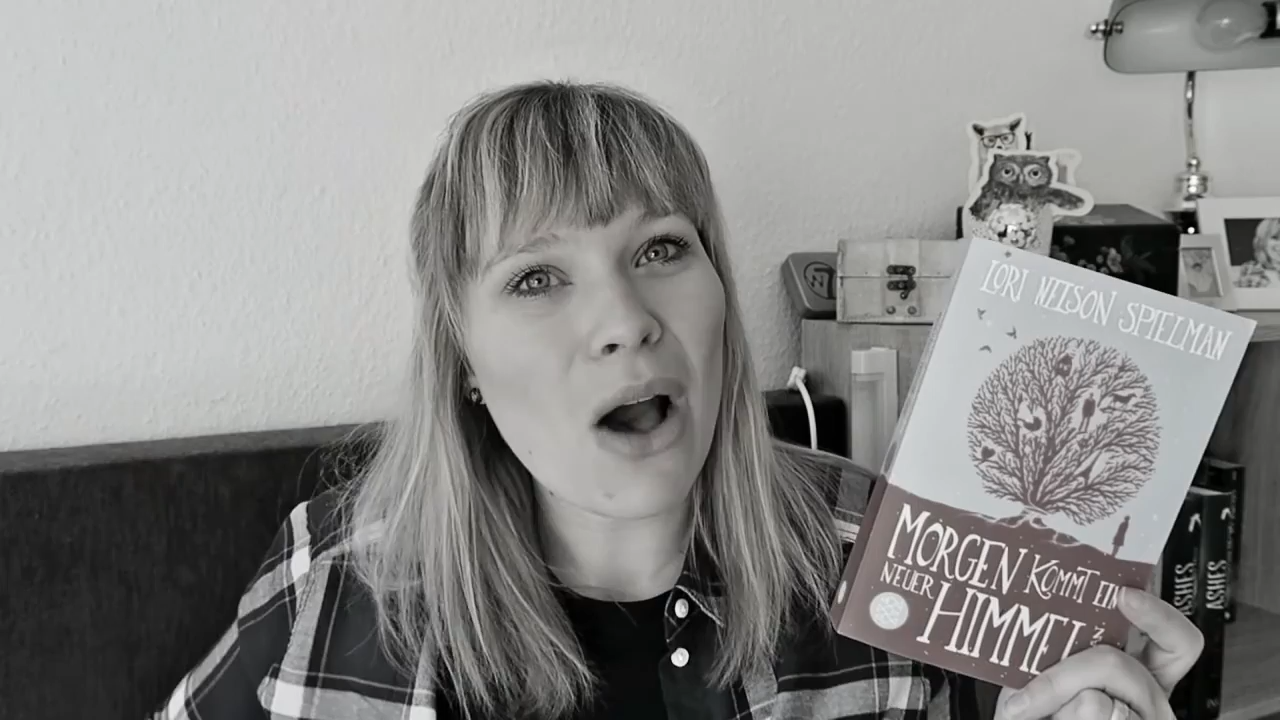 LORI NELSON SPIELMAN
MORGEN KOMMT EIN
NEUER
HIMMEL
ASHES
ASHES